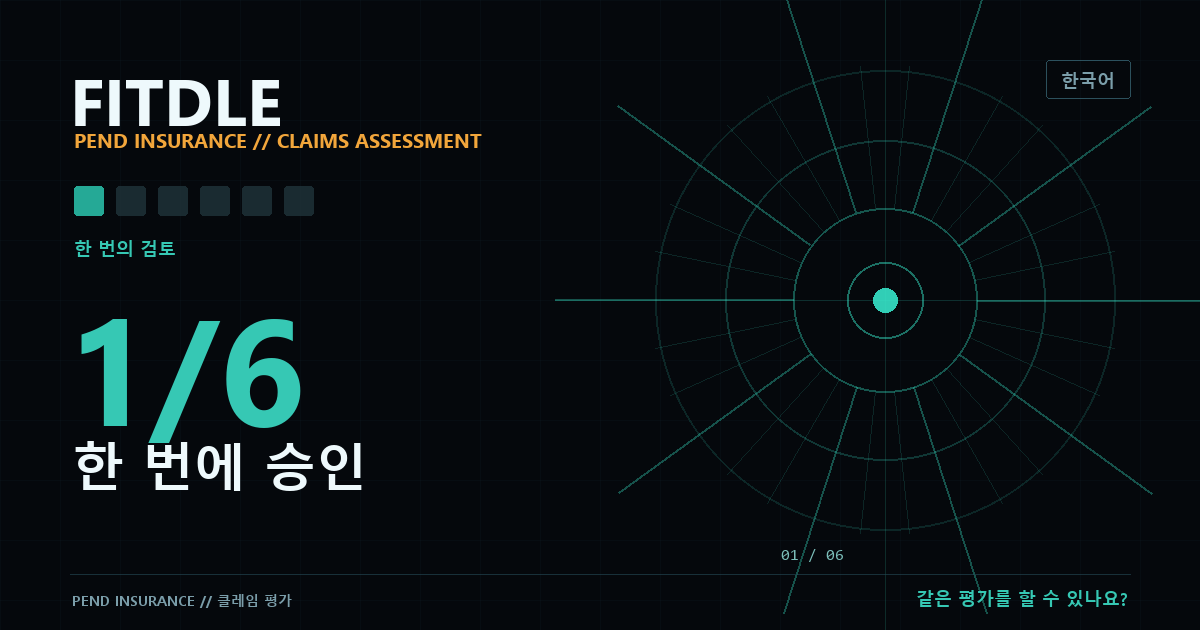 FITDLE
한국어
PEND INSURANCE // CLAIMS ASSESSMENT
한 번의 검토
1/6
한 번에 승인
01 / 06
PEND INSURANCE // 클레임 평가
같은 평가를 할 수 있나요?